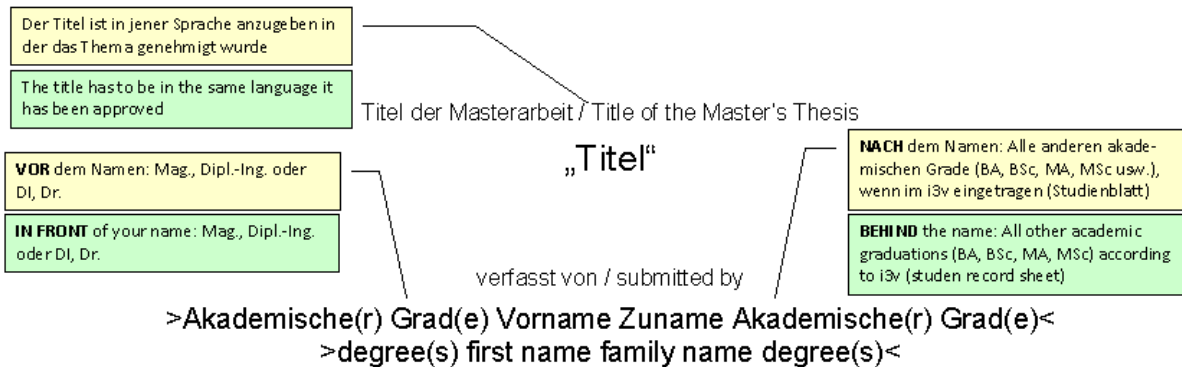 Der Titel ist in jener Sprache anzugeben in
der das Thema genehmigt wurde
The title has to be in the same language it
has been approved
Titel der Masterarbeit / Title of the Master's Thesis
„Titel“
VOR dem Namen: Mag., Dipl.-Ing. oder
DI, Dr.
IN FRONT of your name: Mag., Dipl.-Ing.
oder DI, Dr.
NACH dem Namen: Alle anderen akade-
mischen Grade (BA, BSc, MA, MSc usw.),
wenn im i3v eingetragen (Studienblatt)
BEHIND the name: All other academic
graduations (BA, BSc, MA, MSc) according
to i3v (studen record sheet)
verfasst von / submitted by
>Akademische(r) Grad(e) Vorname Zuname Akademische(r) Grad(e)<
>degree(s) first name family name degree(s)<